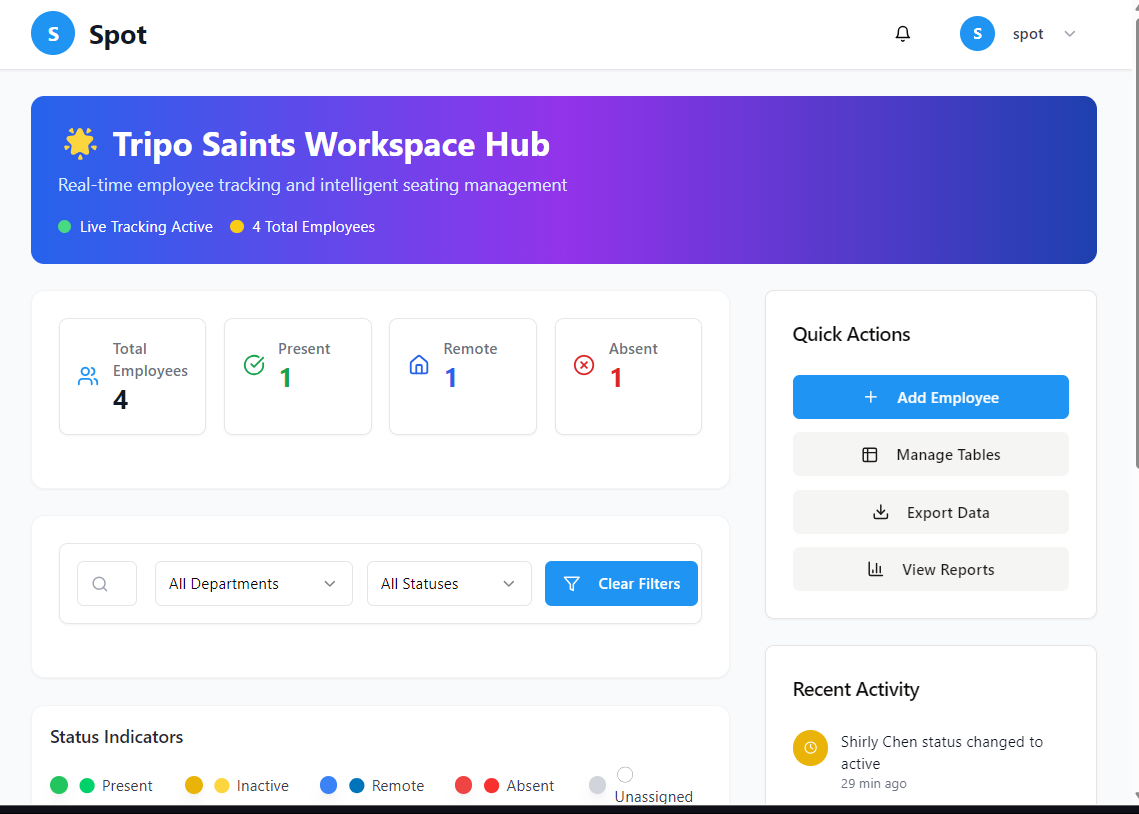 S Spot
S spot
Tripo Saints Workspace Hub
Real-time employee tracking and intelligent seating management
Live Tracking Active 4 Total Employees
Total
Employees
4
Present
1
Remote
1
Absent
1
All Departments
All Statuses
Clear Filters
Status Indicators
Present
Inactive
Remote
Absent
Unassigned
Quick Actions
Add Employee
Manage Tables
Export Data
View Reports
Recent Activity
Shirly Chen status changed to
active
29 min ago